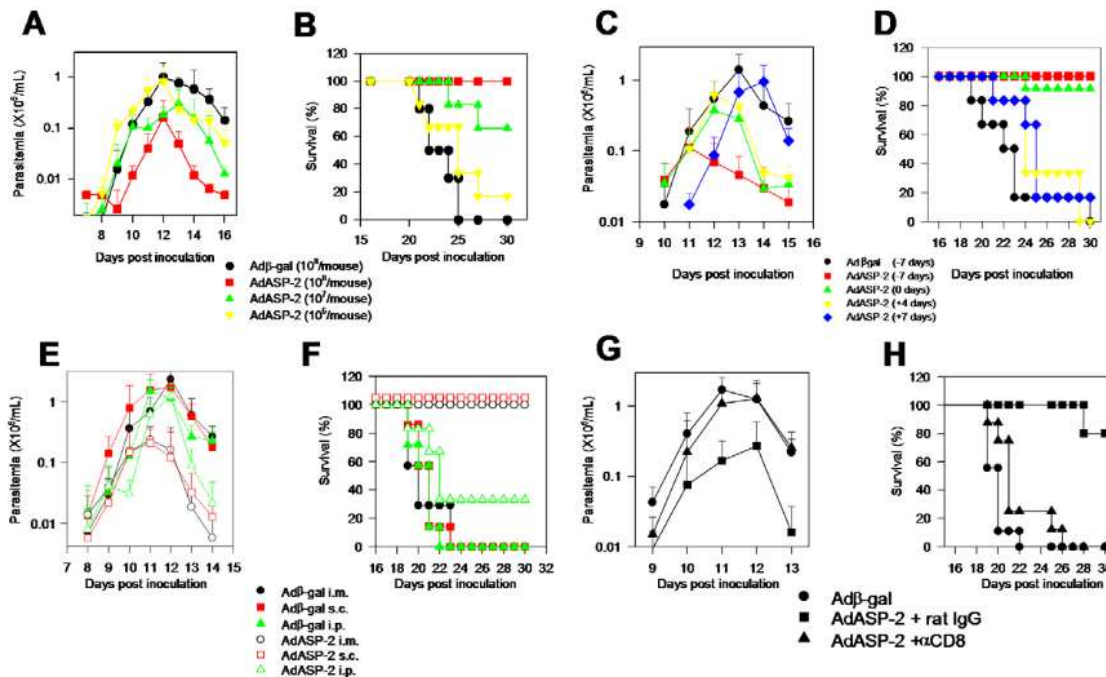 A
Parasitemia (X10⁶/mL)
1
0.1
0.01
8
10
12
14
16
Days post inoculation
B
Survival (%)
120
100
80
60
40
20
0
15
20
25
30
Days post inoculation
Adβ-gal (10⁸/mouse)
AdASP-2 (10⁸/mouse)
AdASP-2 (10⁷/mouse)
AdASP-2 (10⁶/mouse)
C
Parasitemia (X10⁶/mL)
1
0.1
0.01
9
10
11
12
13
14
15
16
Days post inoculation
D
Survival (%)
120
100
80
60
40
20
0
16
18
20
22
24
26
28
30
Days post inoculation
Adβgal (-7 days)
AdASP-2 (-7 days)
AdASP-2 (0 days)
AdASP-2 (+4 days)
AdASP-2 (+7 days)
E
Parasitemia (X10⁶/mL)
1
0.1
0.01
7
8
9
10
11
12
13
14
15
Days post inoculation
F
Survival (%)
120
100
80
60
40
20
0
16
18
20
22
24
26
28
30
32
Days post inoculation
Adβ-gal i.m.
Adβ-gal s.c.
Adβ-gal i.p.
AdASP-2 i.m.
AdASP-2 s.c.
AdASP-2 i.p.
G
Parasitemia (X10⁶/mL)
1
0.1
0.01
9
10
11
12
13
Days post inoculation
H
Survival (%)
120
100
80
60
40
20
0
20
22
24
26
28
30
Days post inoculation
Adβ-gal
AdASP-2 + rat IgG
AdASP-2 +αCD8